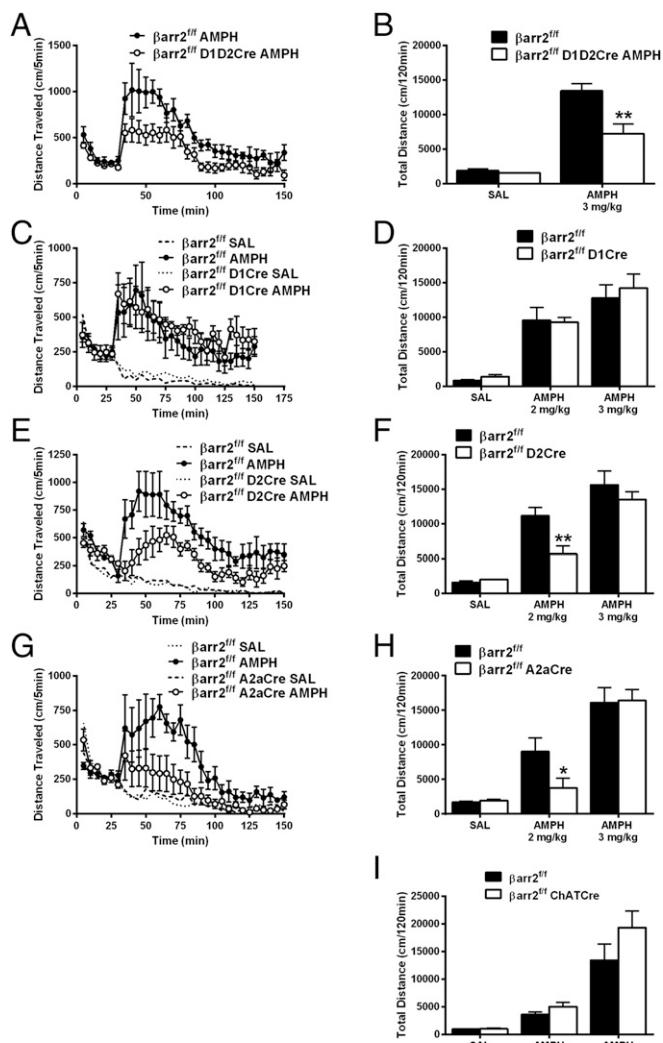 A
βarr2f/f AMPH
βarr2f/f D1D2Cre AMPH
Distance Traveled (cm/5min)
1500
1000
500
0
0 50 100 150
Time (min)
B
βarr2f/f
βarr2f/f D1D2Cre AMPH
Total Distance (cm/120min)
20000
15000
10000
5000
0
**
SAL AMPH
3 mg/kg
C
βarr2f/f SAL
βarr2f/f AMPH
βarr2f/f D1Cre SAL
βarr2f/f D1Cre AMPH
Distance Traveled (cm/5min)
1000
750
500
250
0
0 25 50 75 100 125 150 175
Time (min)
D
βarr2f/f
βarr2f/f D1Cre
Total Distance (cm/120min)
20000
15000
10000
5000
0
SAL AMPH AMPH
2 mg/kg 3 mg/kg
E
βarr2f/f SAL
βarr2f/f AMPH
βarr2f/f D2Cre SAL
βarr2f/f D2Cre AMPH
Distance Traveled (cm/5min)
1250
1000
750
500
250
0
0 25 50 75 100 125 150
Time (min)
F
βarr2f/f
βarr2f/f D2Cre
Total Distance (cm/120min)
20000
15000
10000
5000
0
**
SAL AMPH AMPH
2 mg/kg 3 mg/kg
G
βarr2f/f SAL
βarr2f/f AMPH
βarr2f/f A2aCre SAL
βarr2f/f A2aCre AMPH
Distance Traveled (cm/5min)
1000
750
500
250
0
0 25 50 75 100 125 150
Time (min)
H
βarr2f/f
βarr2f/f A2aCre
Total Distance (cm/120min)
20000
15000
10000
5000
0
*
SAL AMPH AMPH
2 mg/kg 3 mg/kg
I
βarr2f/f
βarr2f/f ChATCre
Total Distance (cm/120min)
25000
20000
15000
10000
5000
0
SAL AMPH AMPH